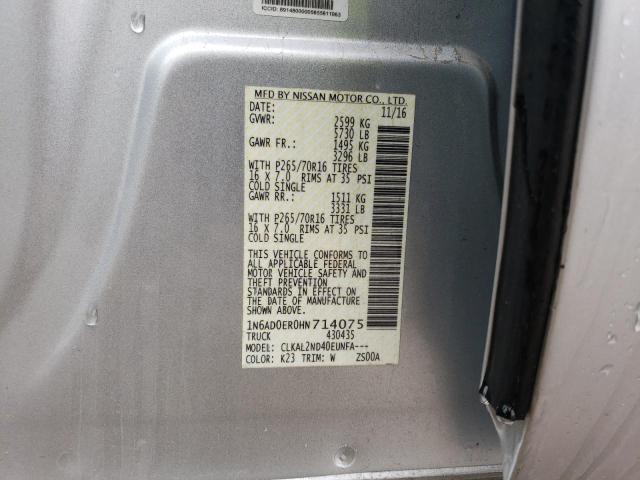 ICCID: 89148000005655611063
MFD BY NISSAN MOTOR CO., LTD.
DATE: 11/16
GVWR: 2599 KG
5730 LB
GAWR FR.: 1495 KG
3296 LB
WITH P265/70R16 TIRES
16 X 7.0 RIMS AT 35 PSI
COLD SINGLE
GAWR RR.: 1511 KG
3331 LB
WITH P265/70R16 TIRES
16 X 7.0 RIMS AT 35 PSI
COLD SINGLE
THIS VEHICLE CONFORMS TO
ALL APPLICABLE FEDERAL
MOTOR VEHICLE SAFETY AND
THEFT PREVENTION
STANDARDS IN EFFECT ON
THE DATE OF MANUFACTURE
SHOWN ABOVE.
1N6AD0ER0HN714075
TRUCK 430435
MODEL: CLKAL2ND40EUNFA---
COLOR: K23 TRIM: W ZS00A